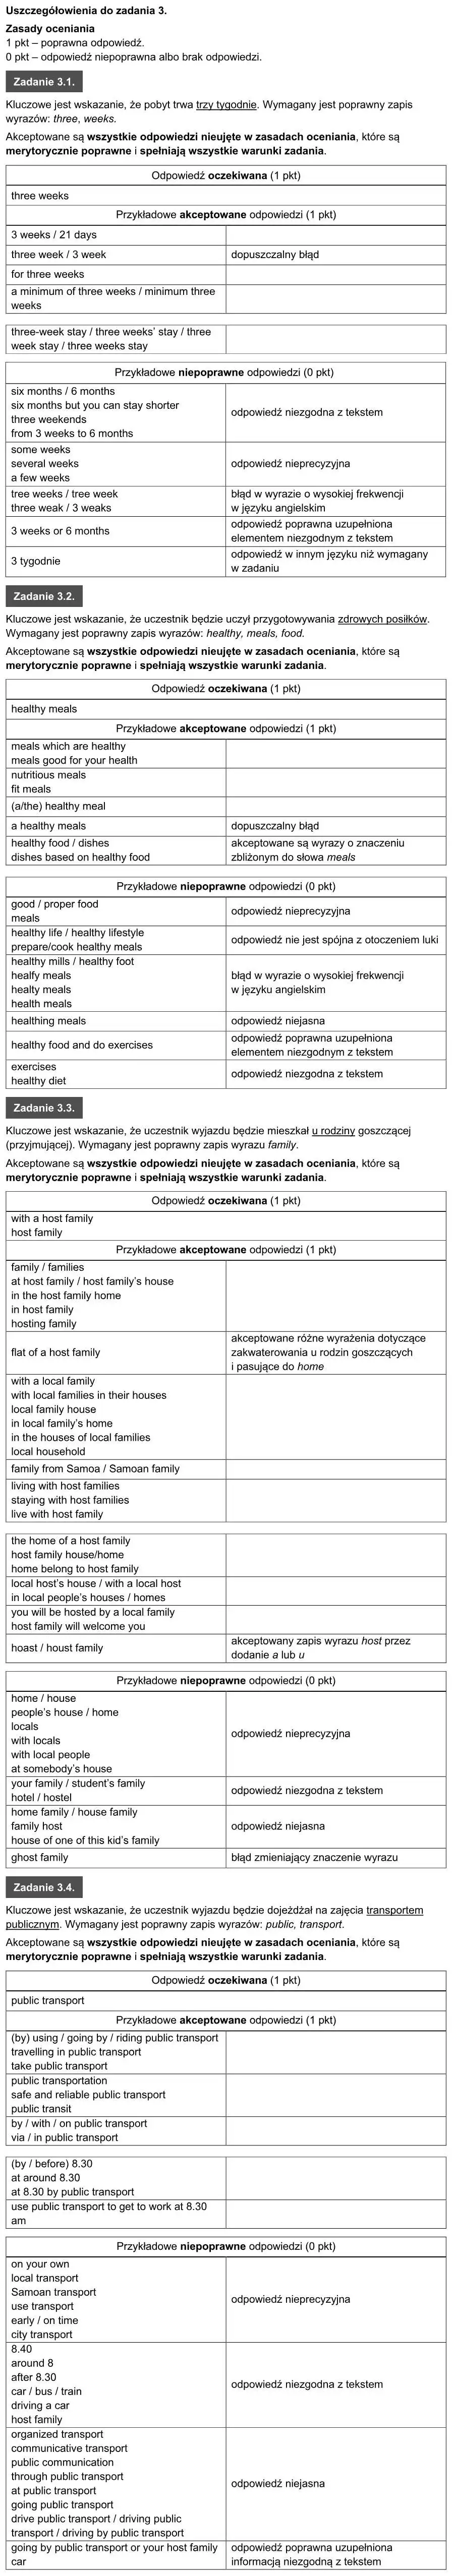 Uszczegółowienia do zadania 3.
Zasady oceniania
1 pkt – poprawna odpowiedź.
0 pkt – odpowiedź niepoprawna albo brak odpowiedzi.
Zadanie 3.1.
Kluczowe jest wskazanie, że pobyt trwa trzy tygodnie. Wymagany jest poprawny zapis
wyrazów: three, weeks.
Akceptowane są wszystkie odpowiedzi nieujęte w zasadach oceniania, które są
merytorycznie poprawne i spełniają wszystkie warunki zadania.
Odpowiedź oczekiwana (1 pkt)
three weeks
Przykładowe akceptowane odpowiedzi (1 pkt)
3 weeks / 21 days
three week / 3 week
dopuszczalny błąd
for three weeks
a minimum of three weeks / minimum three
weeks
three-week stay / three weeks’ stay / three
week stay / three weeks stay
Przykładowe niepoprawne odpowiedzi (0 pkt)
six months / 6 months
six months but you can stay shorter
three weekends
from 3 weeks to 6 months
odpowiedź niezgodna z tekstem
some weeks
several weeks
a few weeks
odpowiedź nieprecyzyjna
tree weeks / tree week
three weak / 3 weaks
błąd w wyrazie o wysokiej frekwencji
w języku angielskim
3 weeks or 6 months
odpowiedź poprawna uzupełniona
elementem niezgodnym z tekstem
3 tygodnie
odpowiedź w innym języku niż wymagany
w zadaniu
Zadanie 3.2.
Kluczowe jest wskazanie, że uczestnik będzie uczył przygotowywania zdrowych posiłków.
Wymagany jest poprawny zapis wyrazów: healthy, meals, food.
Akceptowane są wszystkie odpowiedzi nieujęte w zasadach oceniania, które są
merytorycznie poprawne i spełniają wszystkie warunki zadania.
Odpowiedź oczekiwana (1 pkt)
healthy meals
Przykładowe akceptowane odpowiedzi (1 pkt)
meals which are healthy
meals good for your health
nutritious meals
fit meals
(a/the) healthy meal
a healthy meals
dopuszczalny błąd
healthy food / dishes
dishes based on healthy food
akceptowane są wyrazy o znaczeniu
zbliżonym do słowa meals
Przykładowe niepoprawne odpowiedzi (0 pkt)
good / proper food
meals
odpowiedź nieprecyzyjna
healthy life / healthy lifestyle
prepare/cook healthy meals
odpowiedź nie jest spójna z otoczeniem luki
healthy mills / healthy foot
healfy meals
healty meals
health meals
błąd w wyrazie o wysokiej frekwencji
w języku angielskim
healthing meals
odpowiedź niejasna
healthy food and do exercises
odpowiedź poprawna uzupełniona
elementem niezgodnym z tekstem
exercises
healthy diet
odpowiedź niezgodna z tekstem
Zadanie 3.3.
Kluczowe jest wskazanie, że uczestnik wyjazdu będzie mieszkał u rodziny goszczącej
(przyjmującej). Wymagany jest poprawny zapis wyrazu family.
Akceptowane są wszystkie odpowiedzi nieujęte w zasadach oceniania, które są
merytorycznie poprawne i spełniają wszystkie warunki zadania.
Odpowiedź oczekiwana (1 pkt)
with a host family
host family
Przykładowe akceptowane odpowiedzi (1 pkt)
family / families
at host family / host family’s house
in the host family home
in host family
hosting family
flat of a host family
akceptowane różne wyrażenia dotyczące
zakwaterowania u rodzin goszczących
i pasujące do home
with a local family
with local families in their houses
local family house
in local family’s home
in the houses of local families
local household
family from Samoa / Samoan family
living with host families
staying with host families
live with host family
the home of a host family
host family house/home
home belong to host family
local host’s house / with a local host
in local people’s houses / homes
you will be hosted by a local family
host family will welcome you
hoast / houst family
akceptowany zapis wyrazu host przez
dodanie a lub u
Przykładowe niepoprawne odpowiedzi (0 pkt)
home / house
people’s house / home
locals
with locals
with local people
at somebody’s house
odpowiedź nieprecyzyjna
your family / student’s family
hotel / hostel
odpowiedź niezgodna z tekstem
home family / house family
family host
house of one of this kid’s family
odpowiedź niejasna
ghost family
błąd zmieniający znaczenie wyrazu
Zadanie 3.4.
Kluczowe jest wskazanie, że uczestnik wyjazdu będzie dojeżdżał na zajęcia transportem
publicznym. Wymagany jest poprawny zapis wyrazów: public, transport.
Akceptowane są wszystkie odpowiedzi nieujęte w zasadach oceniania, które są
merytorycznie poprawne i spełniają wszystkie warunki zadania.
Odpowiedź oczekiwana (1 pkt)
public transport
Przykładowe akceptowane odpowiedzi (1 pkt)
(by) using / going by / riding public transport
travelling in public transport
take public transport
public transportation
safe and reliable public transport
public transit
by / with / on public transport
via / in public transport
(by / before) 8.30
at around 8.30
at 8.30 by public transport
use public transport to get to work at 8.30
am
Przykładowe niepoprawne odpowiedzi (0 pkt)
on your own
local transport
Samoan transport
use transport
early / on time
city transport
odpowiedź nieprecyzyjna
8.40
around 8
after 8.30
car / bus / train
driving a car
host family
odpowiedź niezgodna z tekstem
organized transport
communicative transport
public communication
through public transport
at public transport
going public transport
drive public transport / driving public
transport / driving by public transport
odpowiedź niejasna
going by public transport or your host family
car
odpowiedź poprawna uzupełniona
informacją niezgodną z tekstem